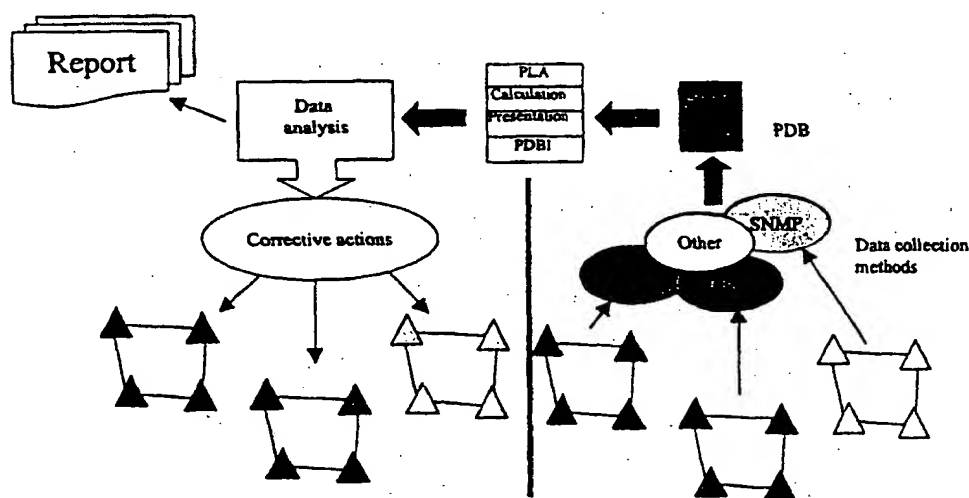 Report
Data
analysis
PLA
Calculation
Presentation
PDBI
PDB
Corrective actions
Other
SNMP
Data collection
methods